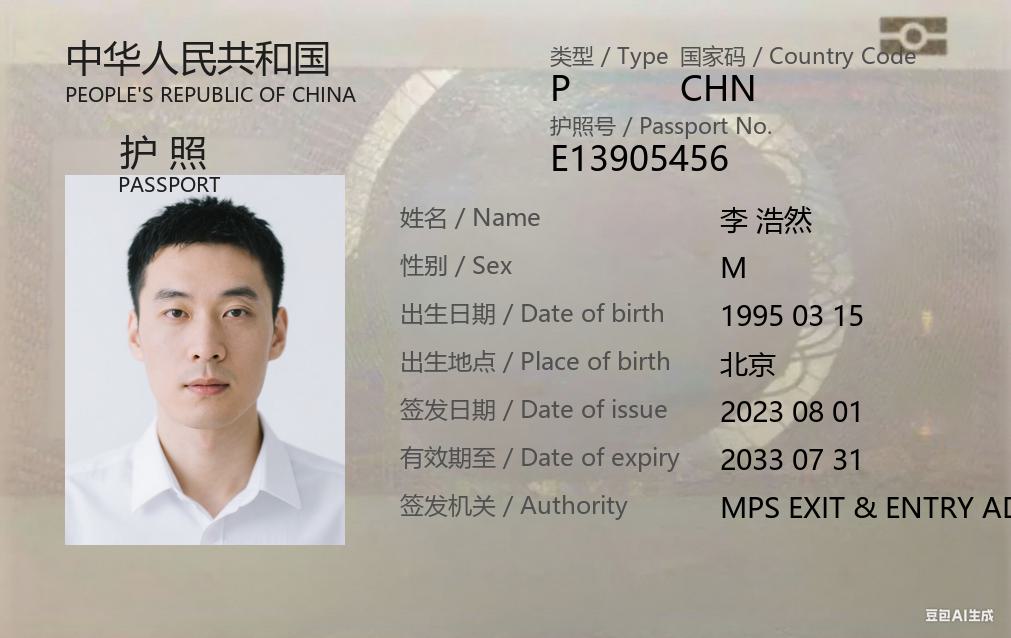 中华人民共和国
PEOPLE'S REPUBLIC OF CHINA
护 照
PASSPORT
类型 / Type 国家码 / Country Code
P CHN
护照号 / Passport No.
E13905456
姓名 / Name 李 浩然
性别 / Sex M
出生日期 / Date of birth 1995 03 15
出生地点 / Place of birth 北京
签发日期 / Date of issue 2023 08 01
有效期至 / Date of expiry 2033 07 31
签发机关 / Authority MPS EXIT & ENTRY AD
豆包AI生成